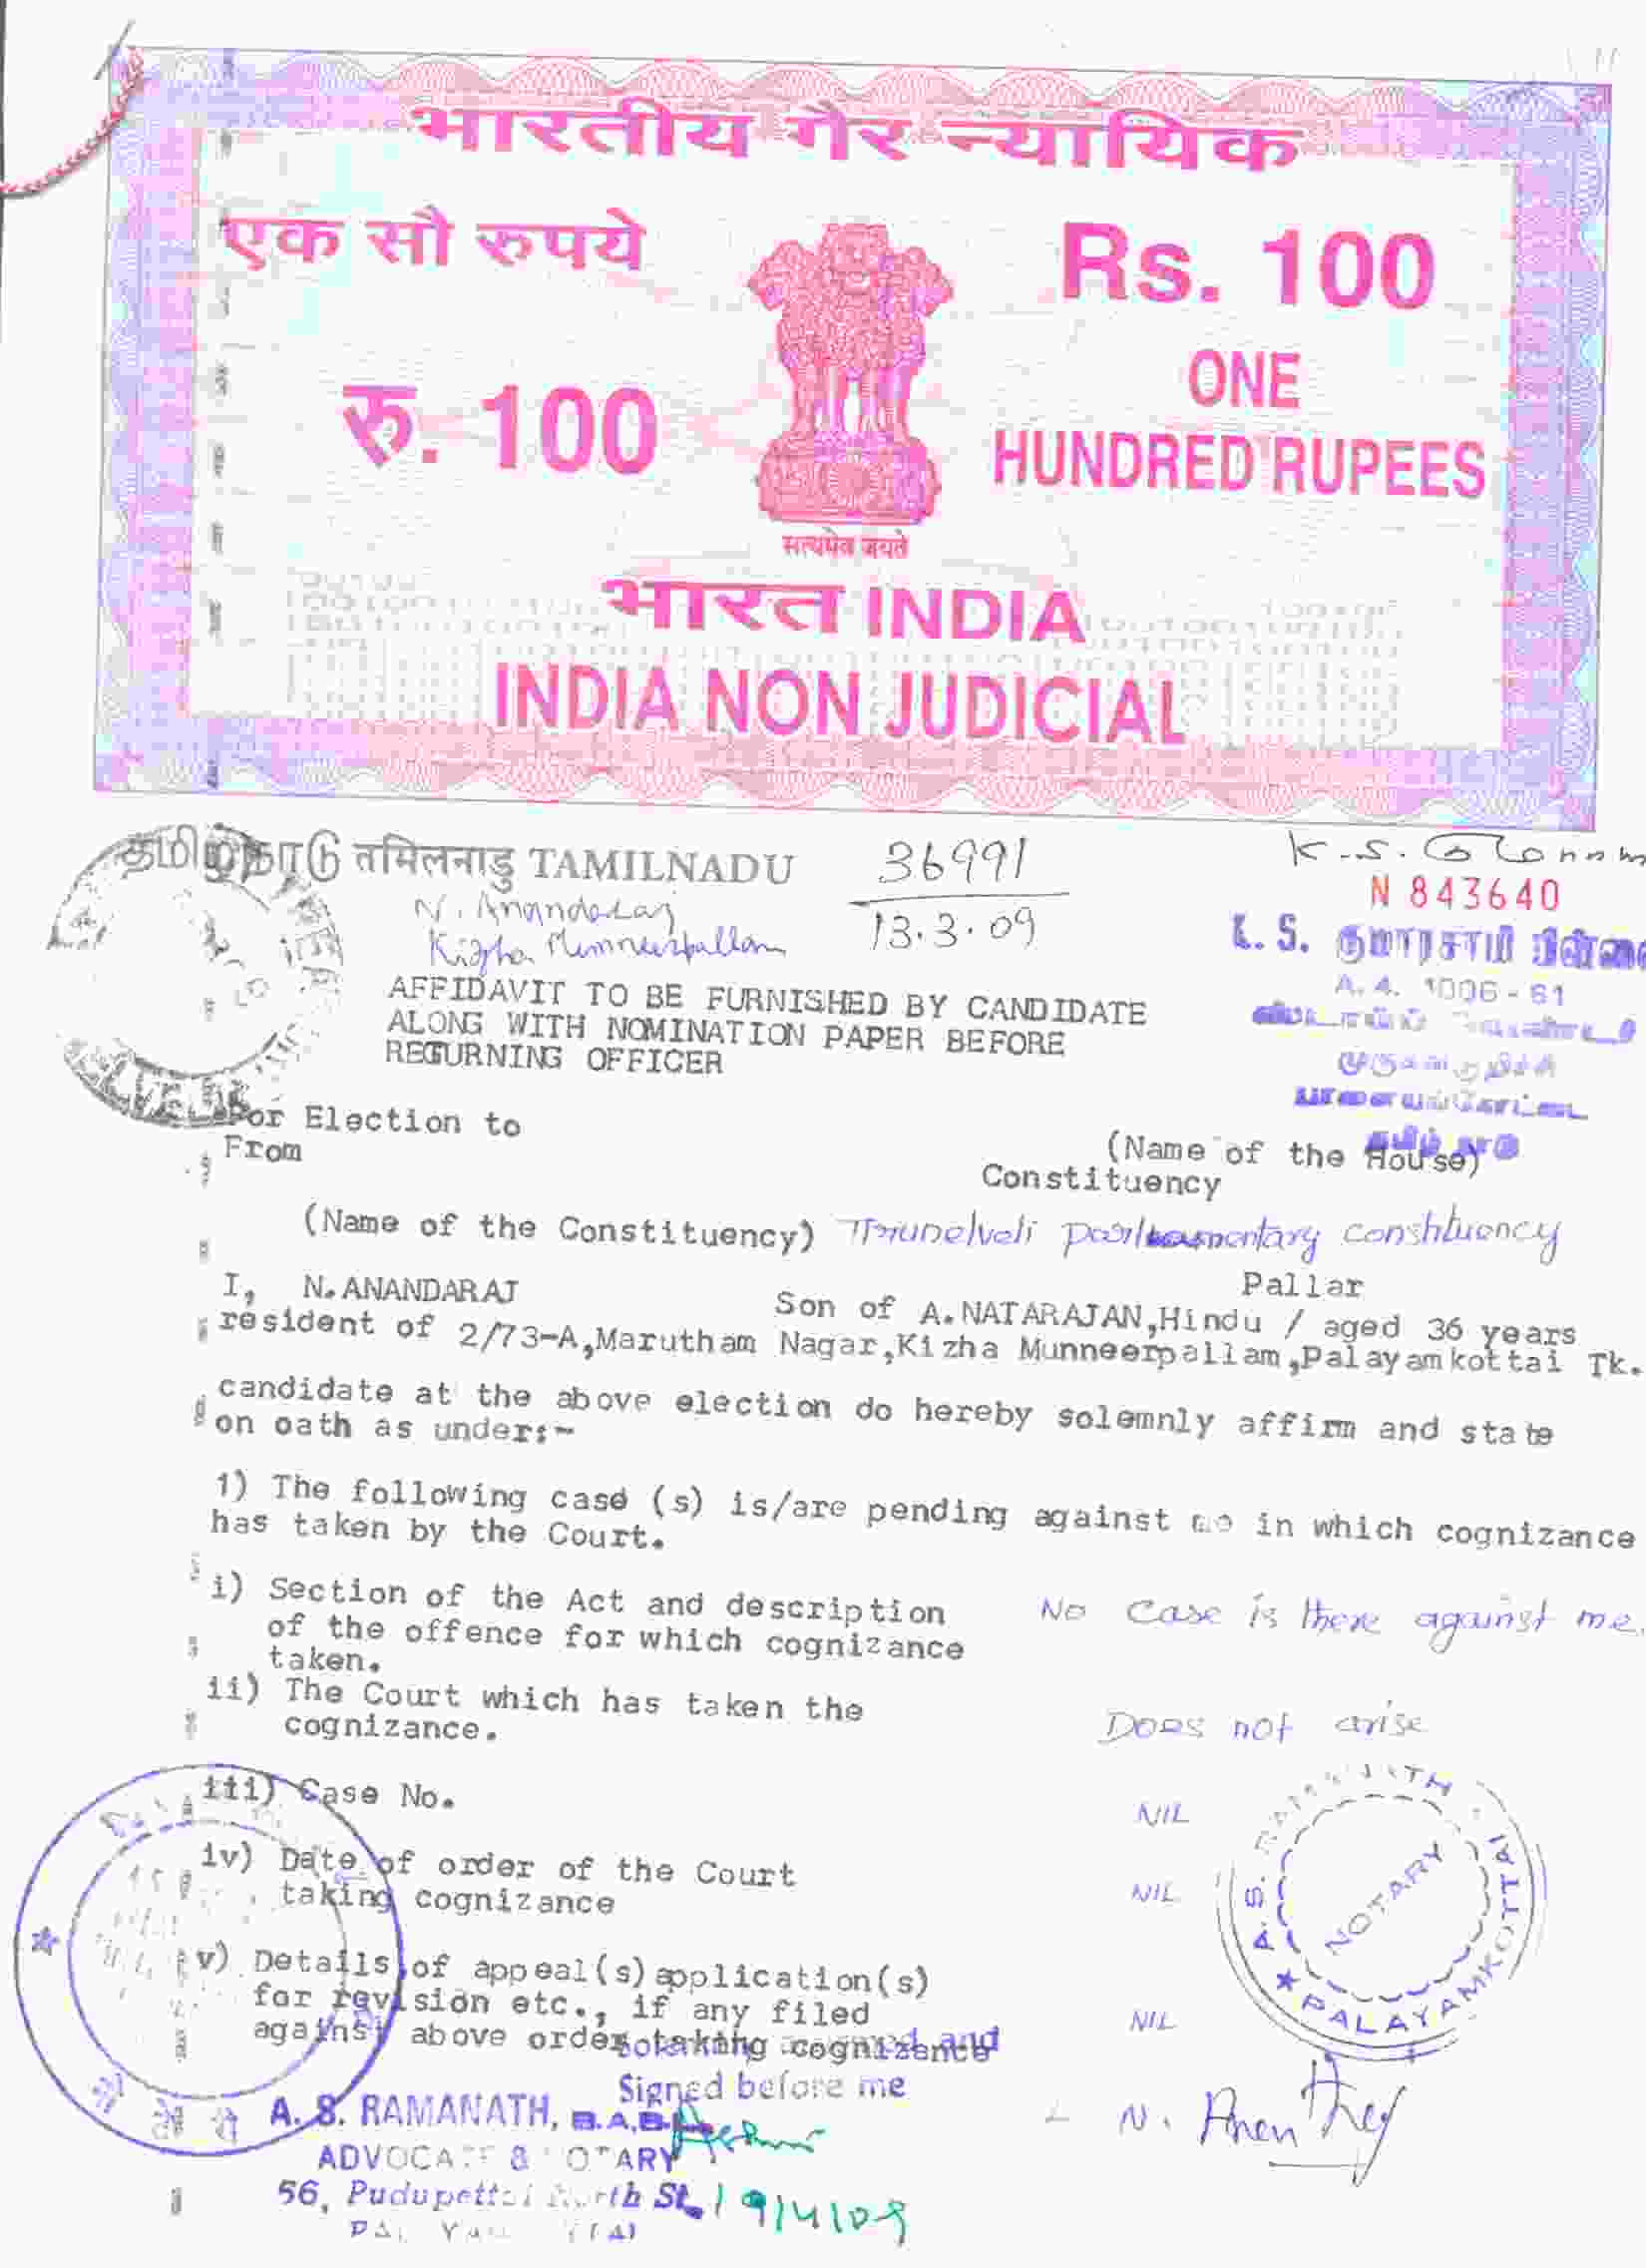 भारतीय गैर न्यायिक
एक सौ रुपये
Rs. 100
रु. 100
ONE
HUNDRED RUPEES
सत्यमेव जयते
भारत INDIA
INDIA NON JUDICIAL
தமிழ்நாடு तमिलनाडु TAMILNADU
36991
13.3.09
K.S.
N 843640
N. Anandaraj
Kizha Munneerpallam
K. S. குமாரசாமி பிள்ளை
A. 4. 1006-61
AFFIDAVIT TO BE FURNISHED BY CANDIDATE
ALONG WITH NOMINATION PAPER BEFORE
RETURNING OFFICER
தமிழ் நாடு
For Election to
From
(Name of the House)
Constituency
(Name of the Constituency) Tirunelveli parliamentary constituency
I, N.ANANDARAJ
Pallar
Son of A.NATARAJAN,Hindu / aged 36 years
resident of 2/73-A,Marutham Nagar,Kizha Munneerpallam,Palayamkottai Tk.
candidate at the above election do hereby solemnly affirm and state
on oath as under:-
1) The following case (s) is/are pending against me in which cognizance
has taken by the Court.
i) Section of the Act and description
of the offence for which cognizance
taken.
No case is there against me.
ii) The Court which has taken the
cognizance.
Does not arise
iii) Case No.
NIL
iv) Date of order of the Court
taking cognizance
NIL
v) Details of appeal(s) application(s)
for revision etc., if any filed
against above order taking cognizance
NIL
A.S. RAMANATH
NOTARY
PALAYAMKOTTAI
and
Signed before me
A. S. RAMANATH, B.A.,B.L.
ADVOCATE & NOTARY
56, Pudupettai North St.
19/4/09
N.